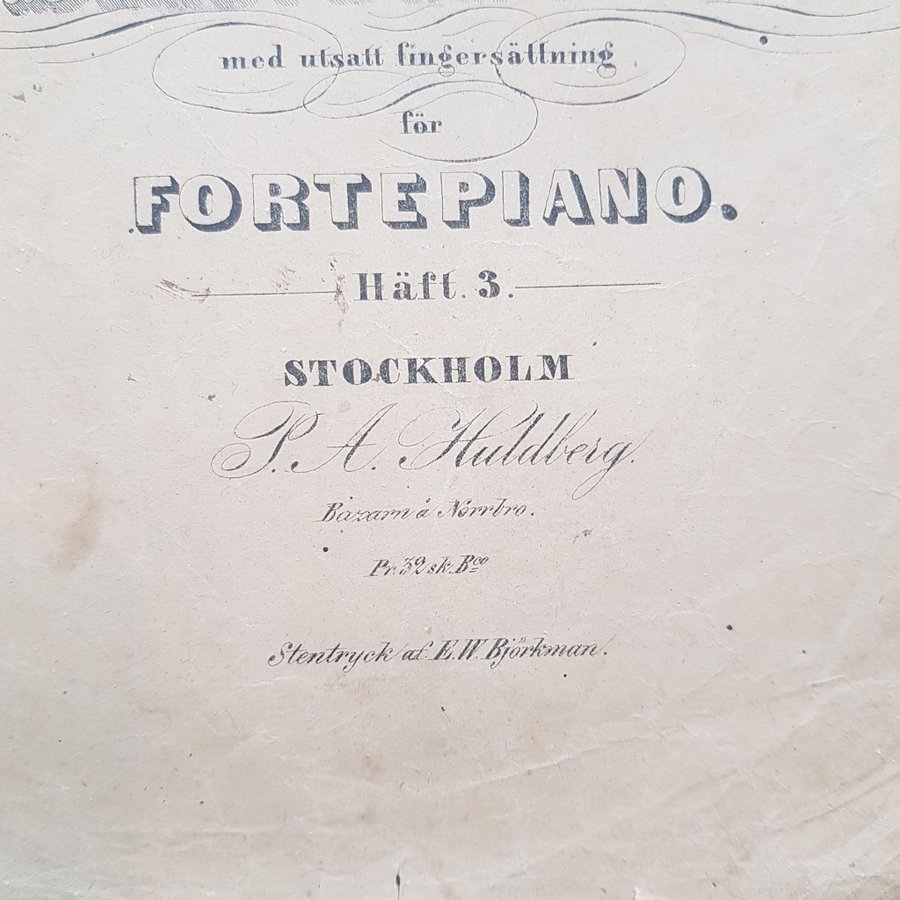 med utsatt fingersättning
för
FORTEPIANO.
Häft. 3.
STOCKHOLM
P. A. Huldberg.
Bazarn å Norrbro.
Pr. 32 sk. Bco
Stentryck af E. W. Björkman.